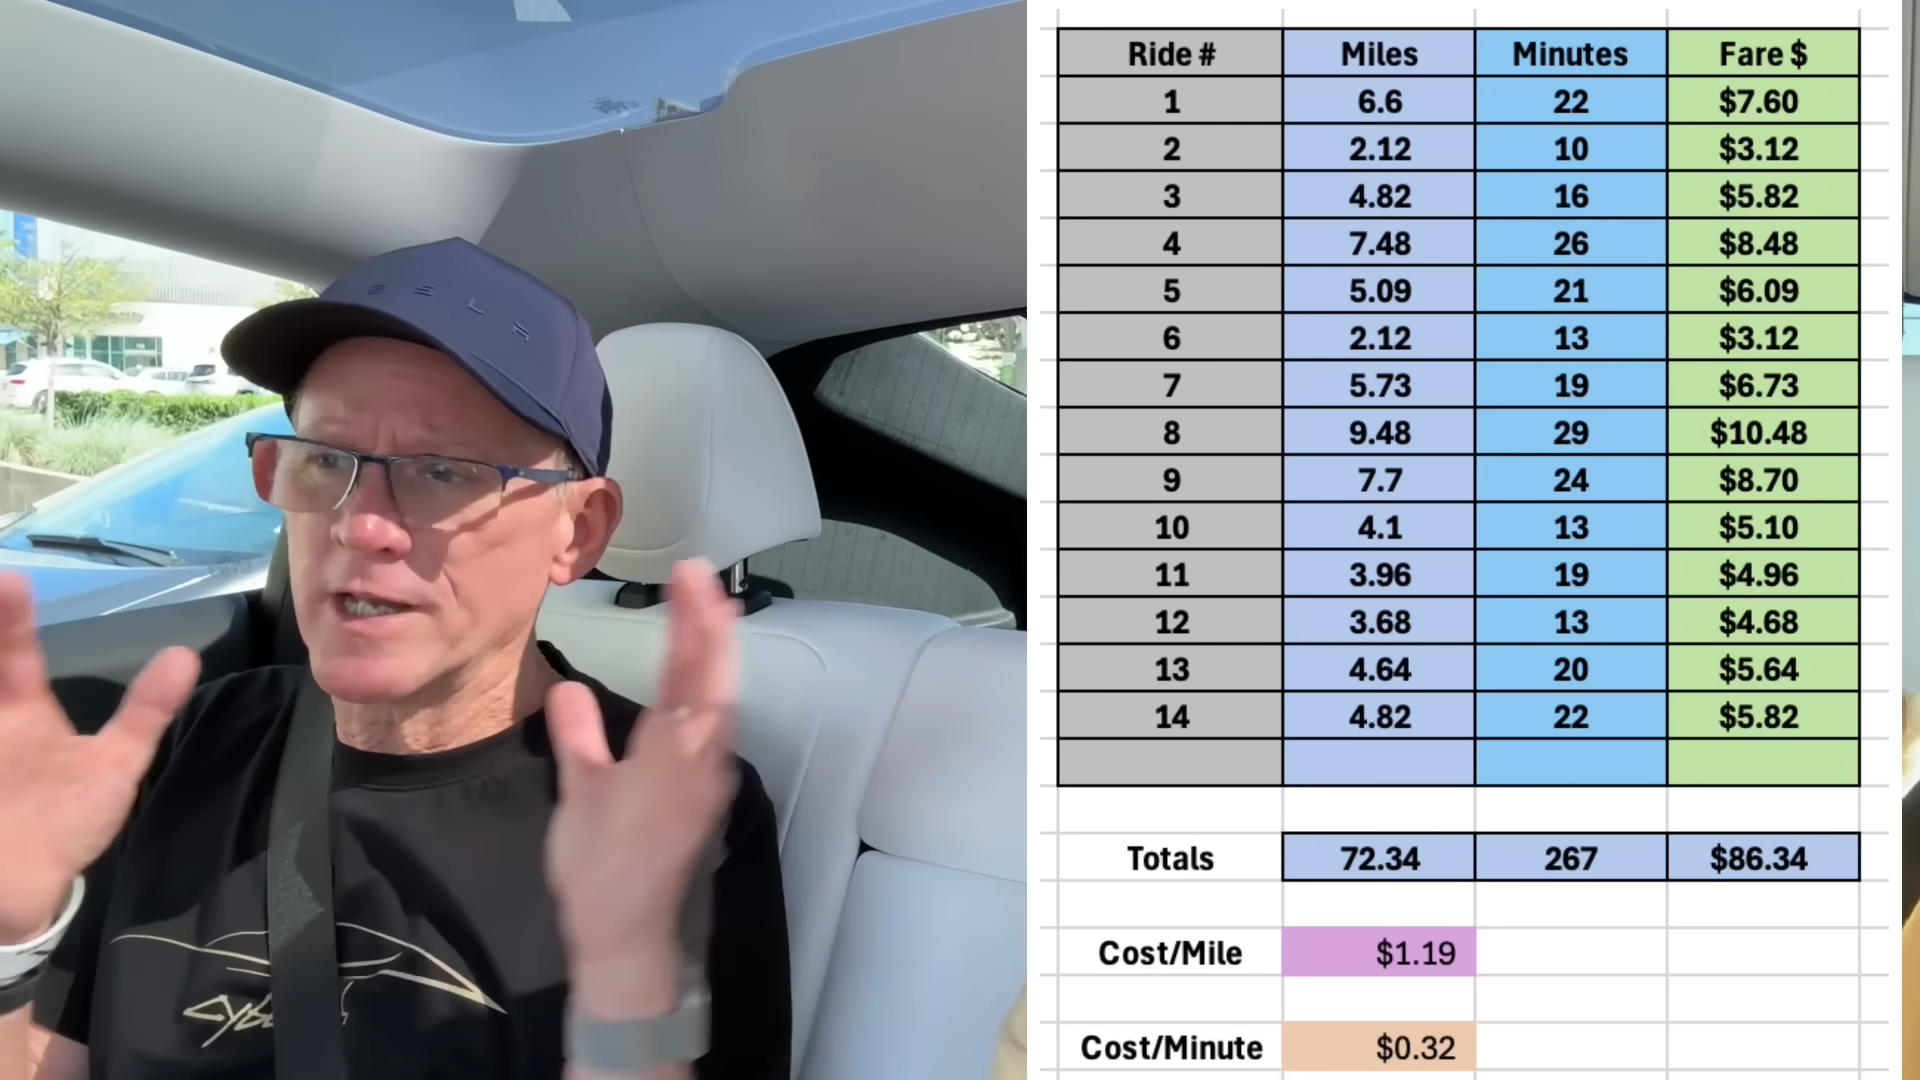 TESLA
Ride # Miles Minutes Fare $
1 6.6 22 $7.60
2 2.12 10 $3.12
3 4.82 16 $5.82
4 7.48 26 $8.48
5 5.09 21 $6.09
6 2.12 13 $3.12
7 5.73 19 $6.73
8 9.48 29 $10.48
9 7.7 24 $8.70
10 4.1 13 $5.10
11 3.96 19 $4.96
12 3.68 13 $4.68
13 4.64 20 $5.64
14 4.82 22 $5.82
Totals 72.34 267 $86.34
Cost/Mile $1.19
Cost/Minute $0.32